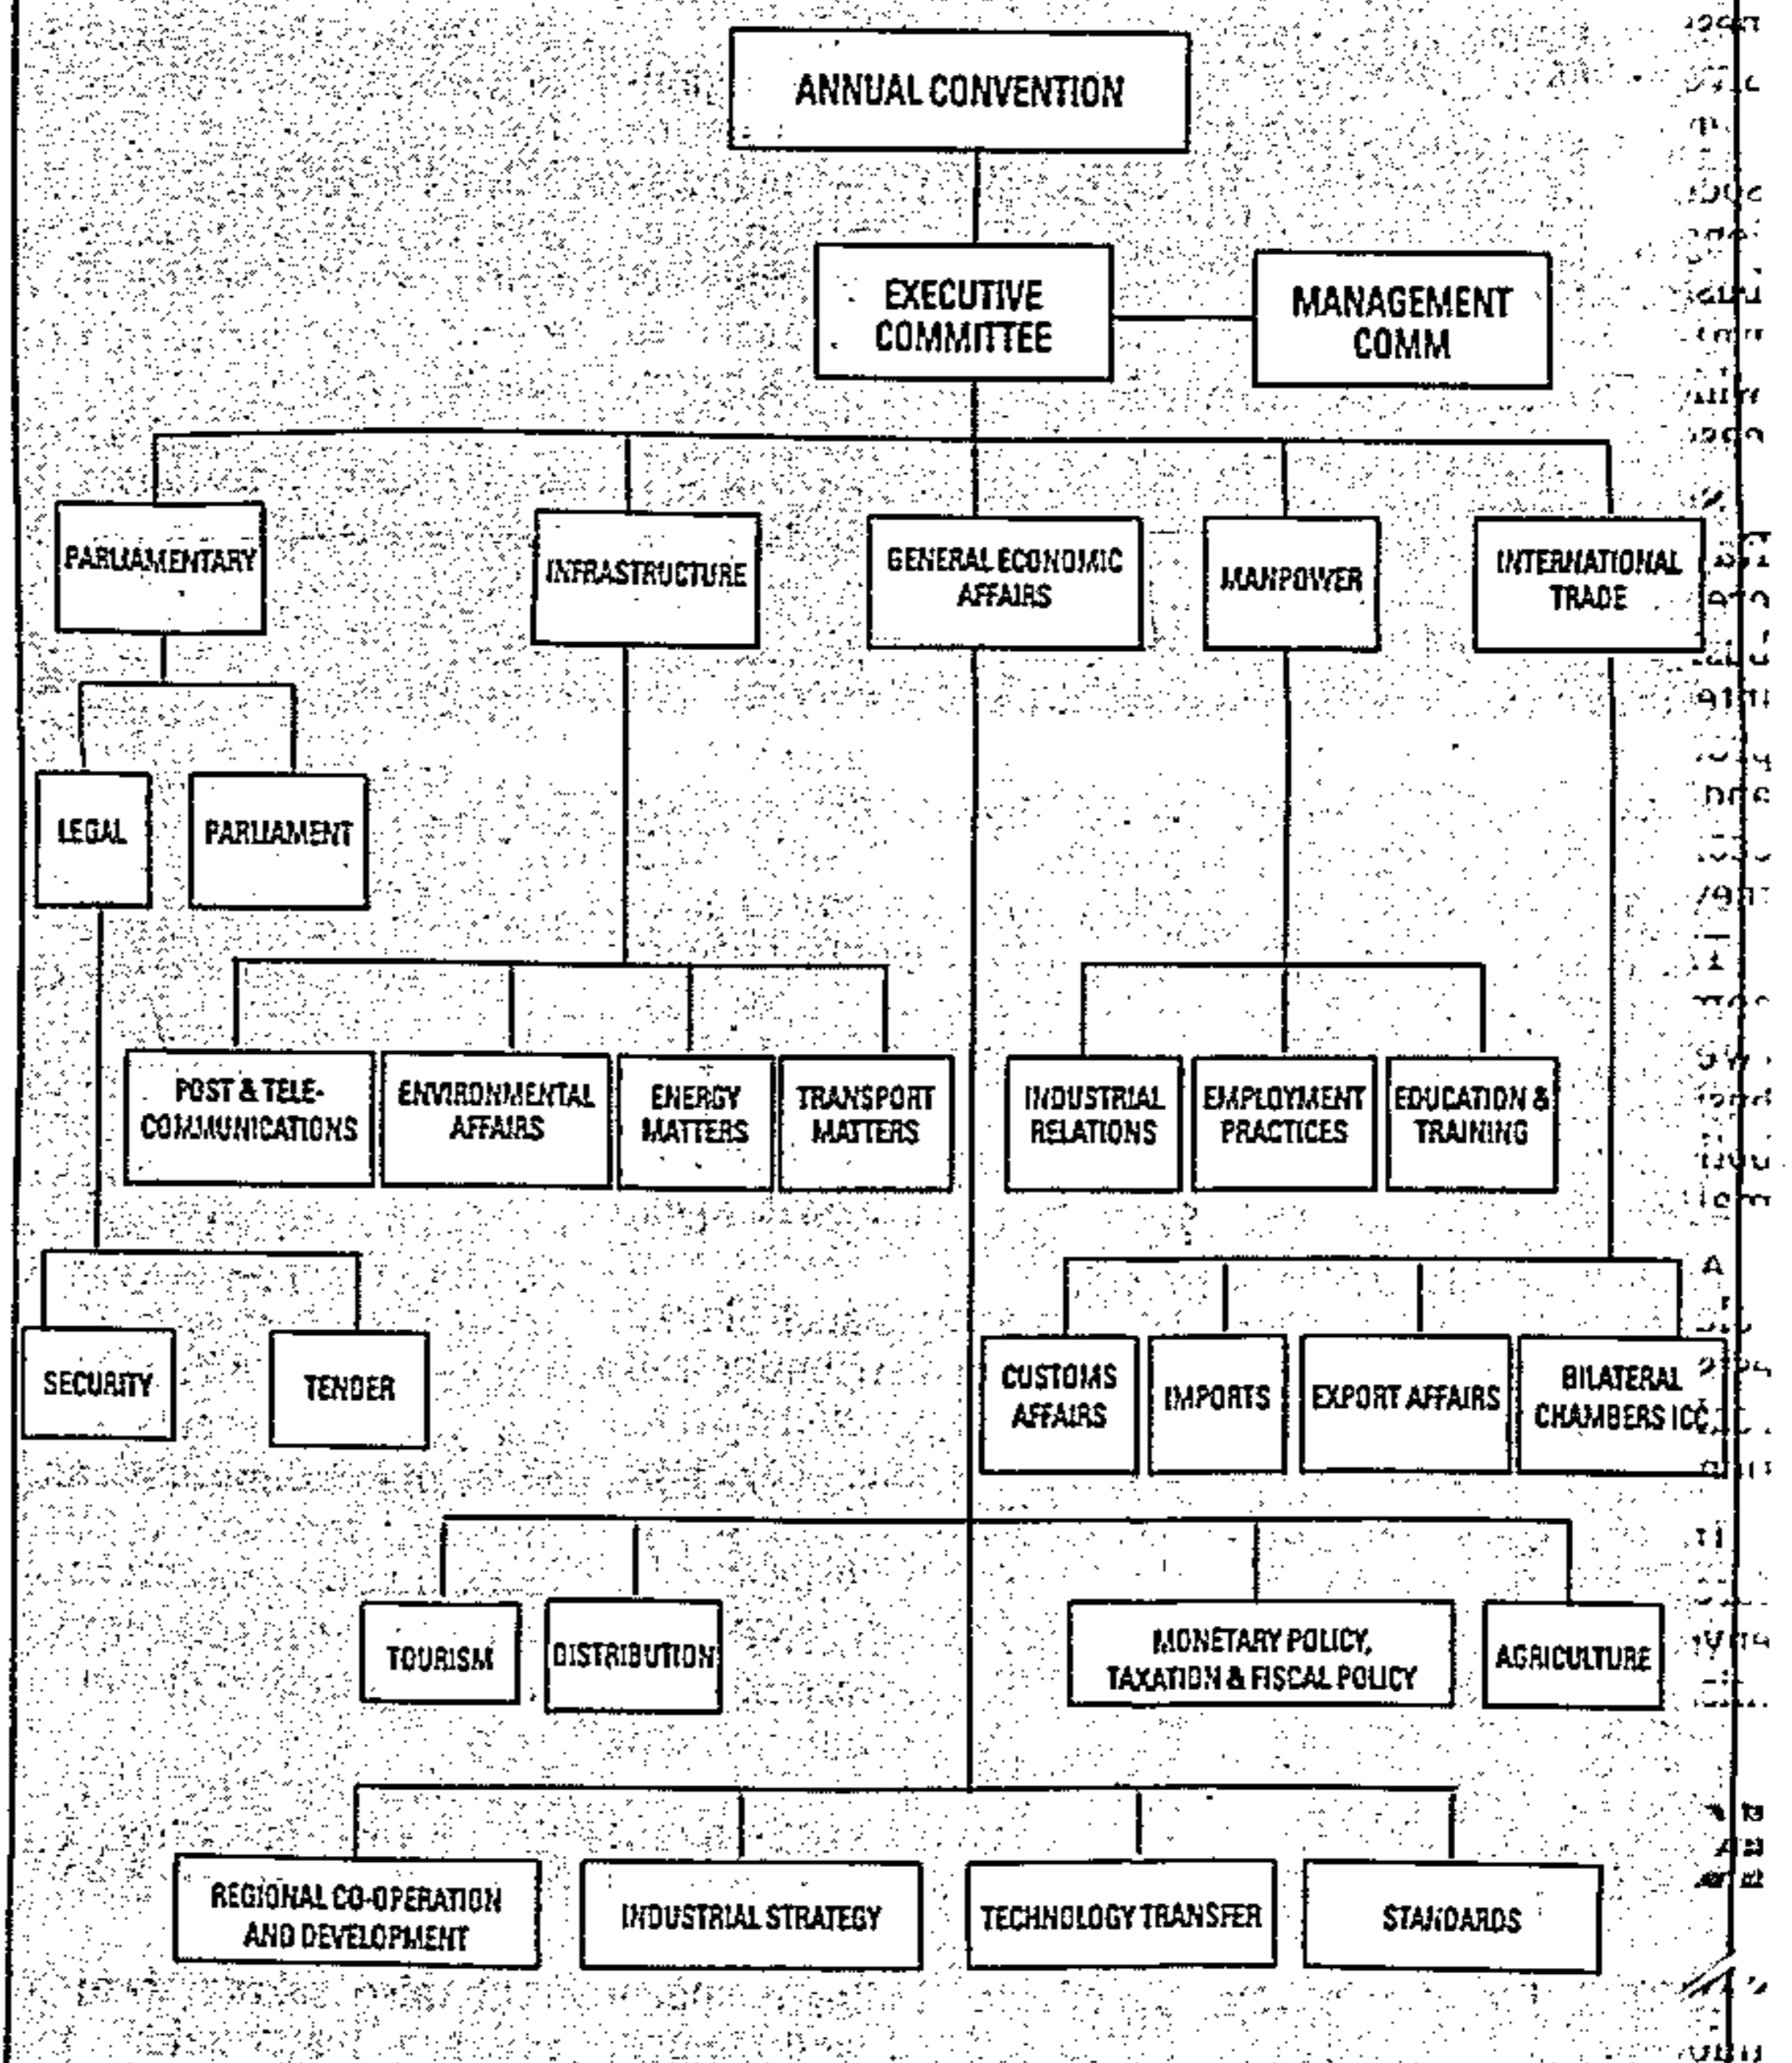 ANNUAL CONVENTION
EXECUTIVE
COMMITTEE
MANAGEMENT
COMM
PARLIAMENTARY
INFRASTRUCTURE
GENERAL ECONOMIC
AFFAIRS
MANPOWER
INTERNATIONAL
TRADE
LEGAL
PARLIAMENT
POST & TELE-
COMMUNICATIONS
ENVIRONMENTAL
AFFAIRS
ENERGY
MATTERS
TRANSPORT
MATTERS
INDUSTRIAL
RELATIONS
EMPLOYMENT
PRACTICES
EDUCATION &
TRAINING
SECURITY
TENDER
CUSTOMS
AFFAIRS
IMPORTS
EXPORT AFFAIRS
BILATERAL
CHAMBERS ICC
TOURISM
DISTRIBUTION
MONETARY POLICY,
TAXATION & FISCAL POLICY
AGRICULTURE
REGIONAL CO-OPERATION
AND DEVELOPMENT
INDUSTRIAL STRATEGY
TECHNOLOGY TRANSFER
STANDARDS